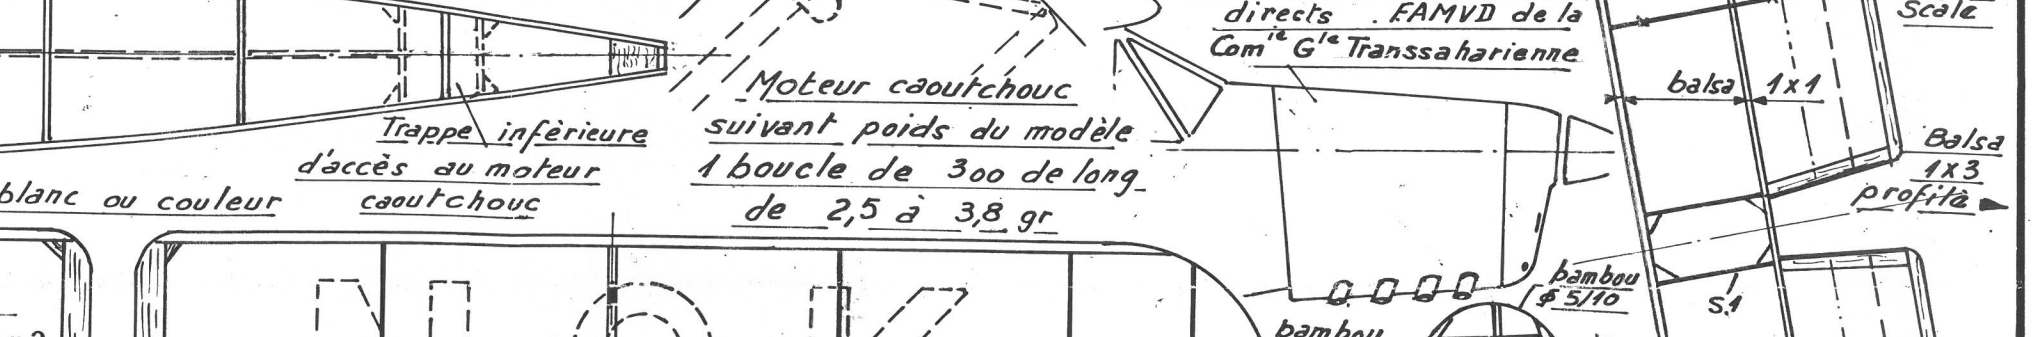 directs . FAMVD de la
Com^ie G^le Transsaharienne
Scale
Moteur caoutchouc
suivant poids du modèle
1 boucle de 300 de long
de 2,5 à 3,8 gr
Trappe inférieure
d'accès au moteur
caoutchouc
blanc ou couleur
balsa 1x1
Balsa
1x3
profité
bambou
⌀ 5/10
S.1
bambou